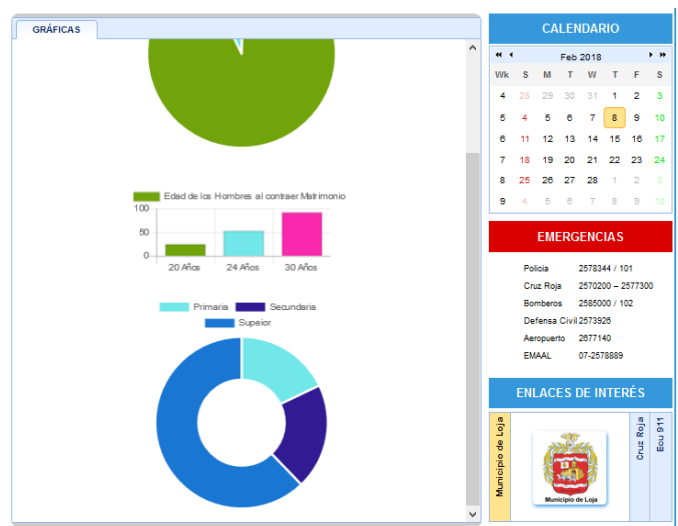 GRÁFICAS
Edad de los Hombres al contraer Matrimonio
100
50
0
20 Años 24 Años 30 Años
Primaria Secundaria
Supeior
CALENDARIO
Feb 2018
Wk S M T W T F S
4 28 29 30 31 1 2 3
5 4 5 6 7 8 9 10
6 11 12 13 14 15 16 17
7 18 19 20 21 22 23 24
8 25 26 27 28 1 2 3
9 4 5 6 7 8 9 10
EMERGENCIAS
Policia 2578344 / 101
Cruz Roja 2570200 – 2577300
Bomberos 2585000 / 102
Defensa Civil 2573926
Aeropuerto 2677140
EMAAL 07-2578889
ENLACES DE INTERÉS
Municipio de Loja
Municipio de Loja
Cruz Roja
Ecu 911